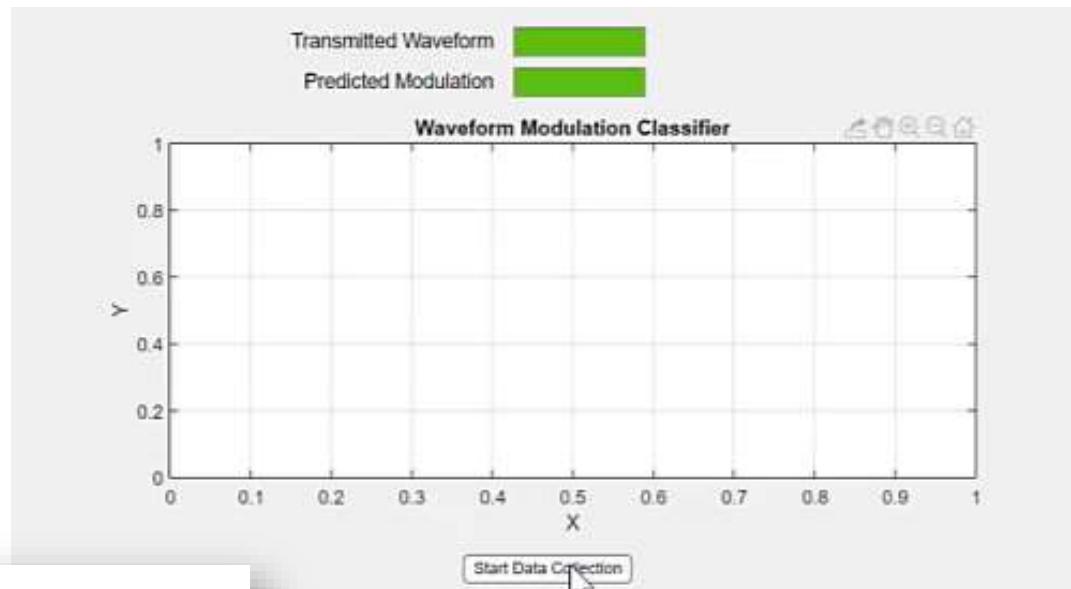 Transmitted Waveform
Predicted Modulation
Waveform Modulation Classifier
1
0.8
0.6
0.4
0.2
0
Y
0 0.1 0.2 0.3 0.4 0.5 0.6 0.7 0.8 0.9 1
X
Start Data Collection